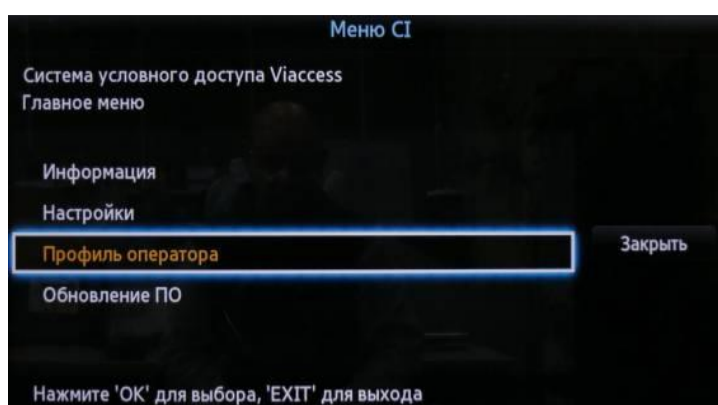 Меню CI
Система условного доступа Viaccess
Главное меню
Информация
Настройки
Профиль оператора
Закрыть
Обновление ПО
Нажмите 'OK' для выбора, 'EXIT' для выхода